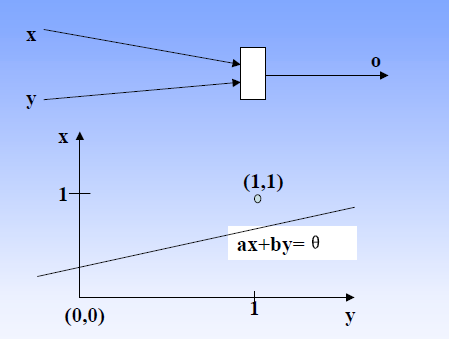 x
o
y
x
(1,1)
1
ax+by= θ
(0,0)
1
y